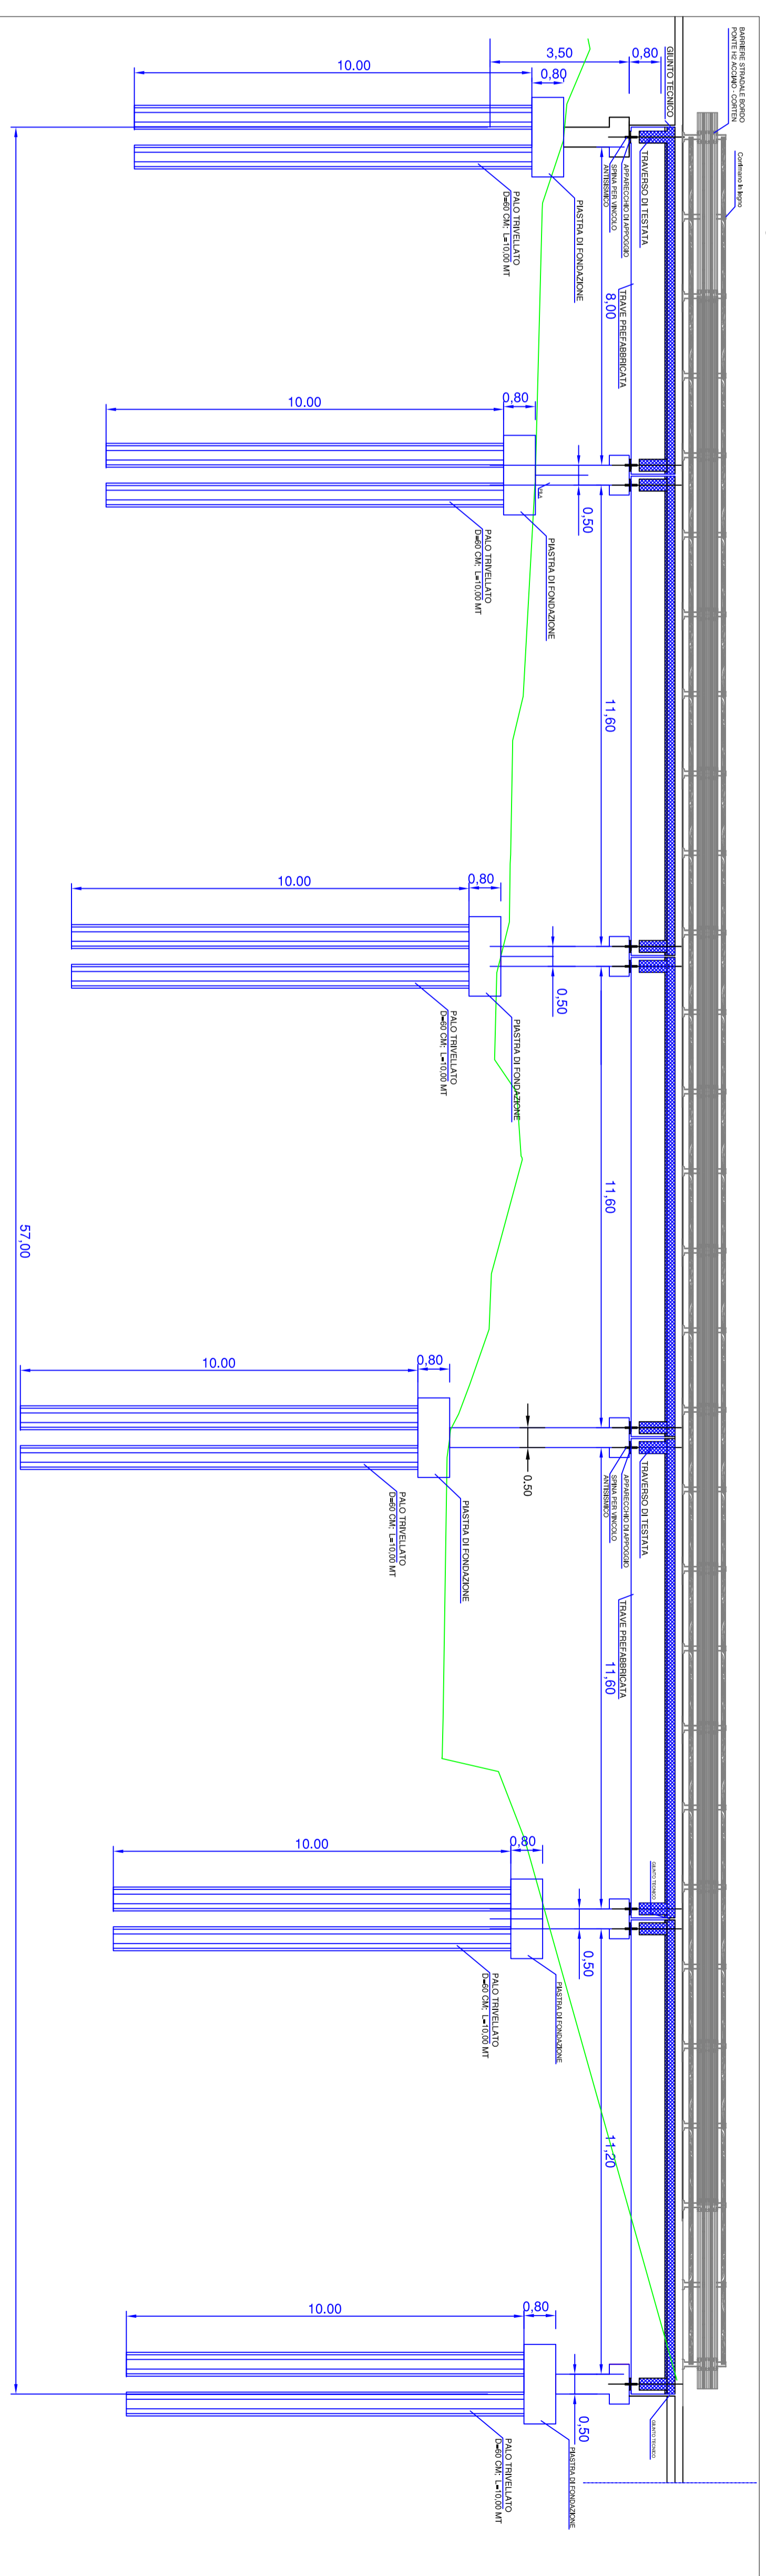 BARRIERE STRADALE BORDO
PONTE H2 ACCIAIO - CORTEN
Corrimano in legno
GIUNTO TECNICO
0,80
3,50
0,80
10.00
TRAVERSO DI TESTATA
APPARECCHIO DI APPOGGIO
SPINA PER VINCOLO
ANTISISMICO
PIASTRA DI FONDAZIONE
PALO TRIVELLATO
D=60 CM; L=10,00 MT
8,00
TRAVE PREFABBRICATA
10.00
0,80
0,50
PIASTRA DI FONDAZIONE
PALO TRIVELLATO
D=60 CM; L=10,00 MT
11,60
10.00
0,80
0,50
PIASTRA DI FONDAZIONE
PALO TRIVELLATO
D=60 CM; L=10,00 MT
11,60
57,00
10.00
0,80
0.50
TRAVERSO DI TESTATA
APPARECCHIO DI APPOGGIO
SPINA PER VINCOLO
ANTISISMICO
PIASTRA DI FONDAZIONE
PALO TRIVELLATO
D=60 CM; L=10,00 MT
TRAVE PREFABBRICATA
11,60
10.00
0,80
GIUNTO TECNICO
0,50
PIASTRA DI FONDAZIONE
PALO TRIVELLATO
D=60 CM; L=10,00 MT
11,20
10.00
0,80
0,50
GIUNTO TECNICO
PIASTRA DI FONDAZIONE
PALO TRIVELLATO
D=60 CM; L=10,00 MT